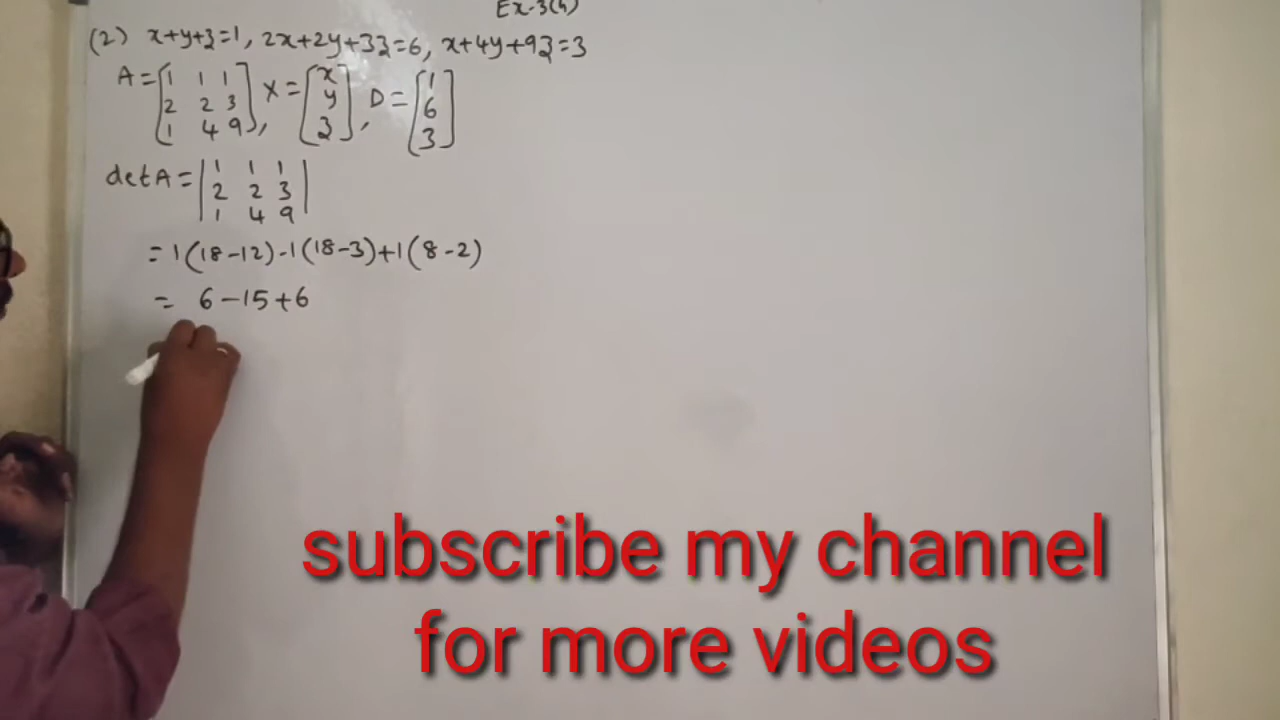 Ex-3(h)
(2) x+y+z=1, 2x+2y+3z=6, x+4y+9z=3
A = [1 1 1 X = [x D = [1
2 2 3 y 6
1 4 9], z], 3]
det A = |1 1 1|
|2 2 3|
|1 4 9|
= 1(18-12)-1(18-3)+1(8-2)
= 6-15+6
subscribe my channel
for more videos